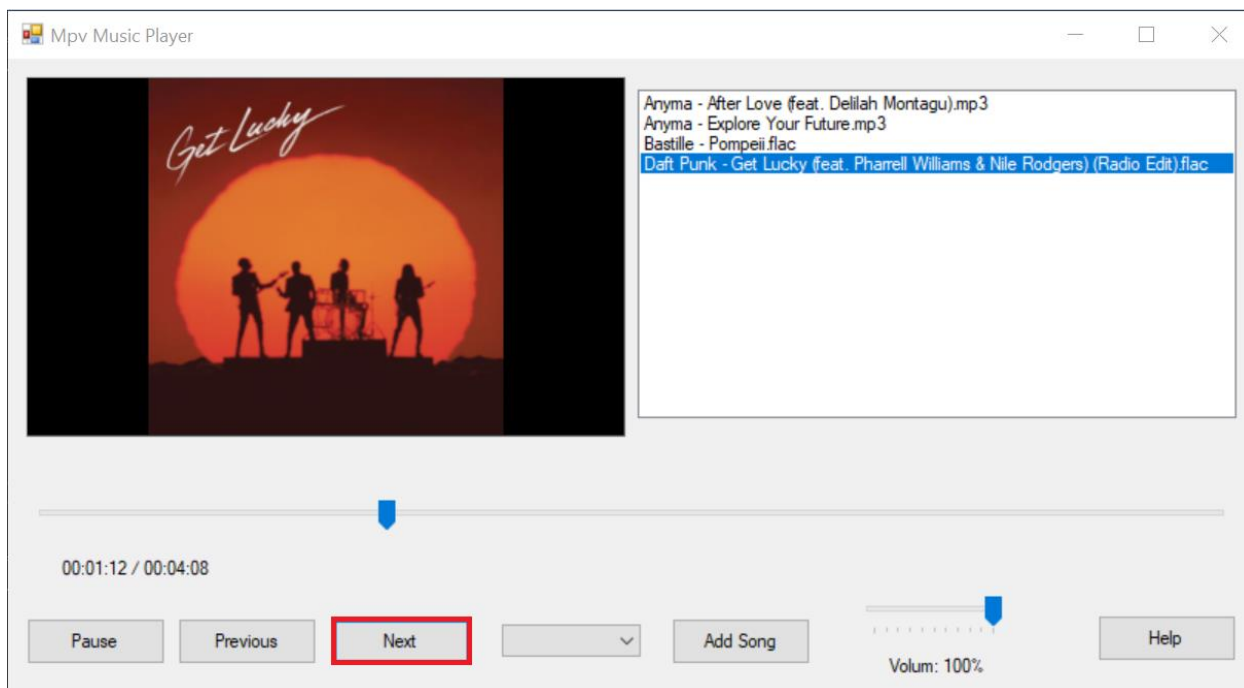 Mpv Music Player
Get Lucky
Anyma - After Love (feat. Delilah Montagu).mp3
Anyma - Explore Your Future.mp3
Bastille - Pompeii.flac
Daft Punk - Get Lucky (feat. Pharrell Williams & Nile Rodgers) (Radio Edit).flac
00:01:12 / 00:04:08
Pause
Previous
Next
Add Song
Volum: 100%
Help